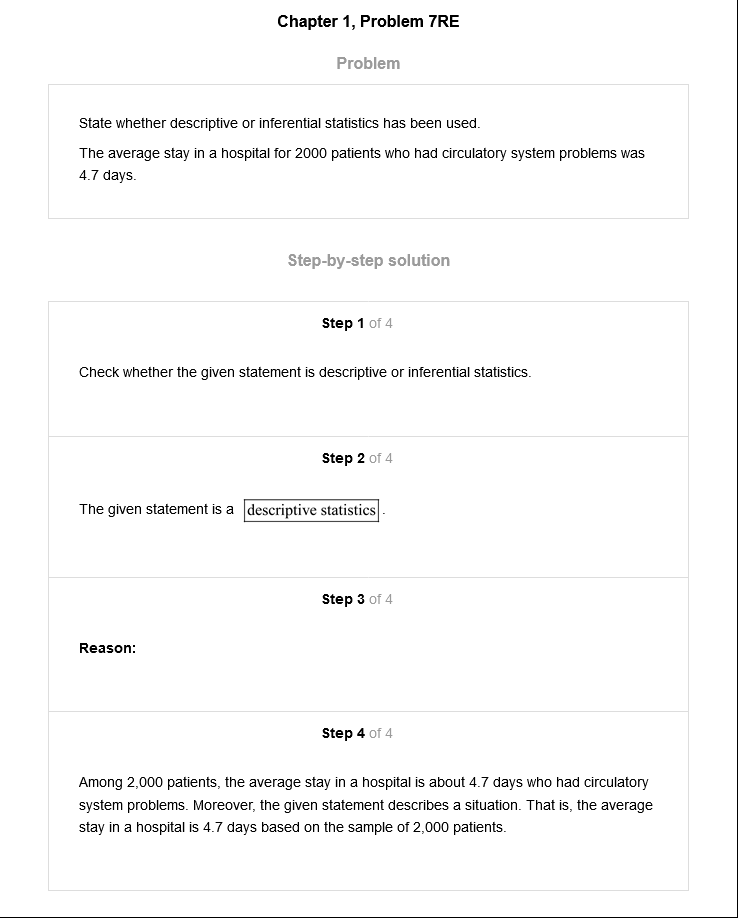 Chapter 1, Problem 7RE
Problem
State whether descriptive or inferential statistics has been used.
The average stay in a hospital for 2000 patients who had circulatory system problems was
4.7 days.
Step-by-step solution
Step 1 of 4
Check whether the given statement is descriptive or inferential statistics.
Step 2 of 4
The given statement is a descriptive statistics.
Step 3 of 4
Reason:
Step 4 of 4
Among 2,000 patients, the average stay in a hospital is about 4.7 days who had circulatory
system problems. Moreover, the given statement describes a situation. That is, the average
stay in a hospital is 4.7 days based on the sample of 2,000 patients.